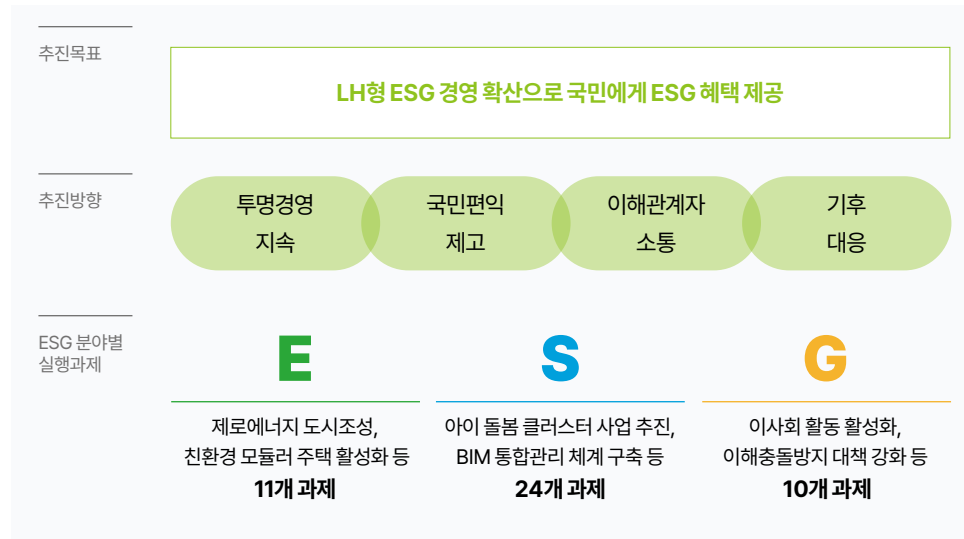 추진목표
LH형 ESG 경영 확산으로 국민에게 ESG 혜택 제공
추진방향
투명경영
지속
국민편익
제고
이해관계자
소통
기후
대응
ESG 분야별
실행과제
E
제로에너지 도시조성,
친환경 모듈러 주택 활성화 등
11개 과제
S
아이 돌봄 클러스터 사업 추진,
BIM 통합관리 체계 구축 등
24개 과제
G
이사회 활동 활성화,
이해충돌방지 대책 강화 등
10개 과제